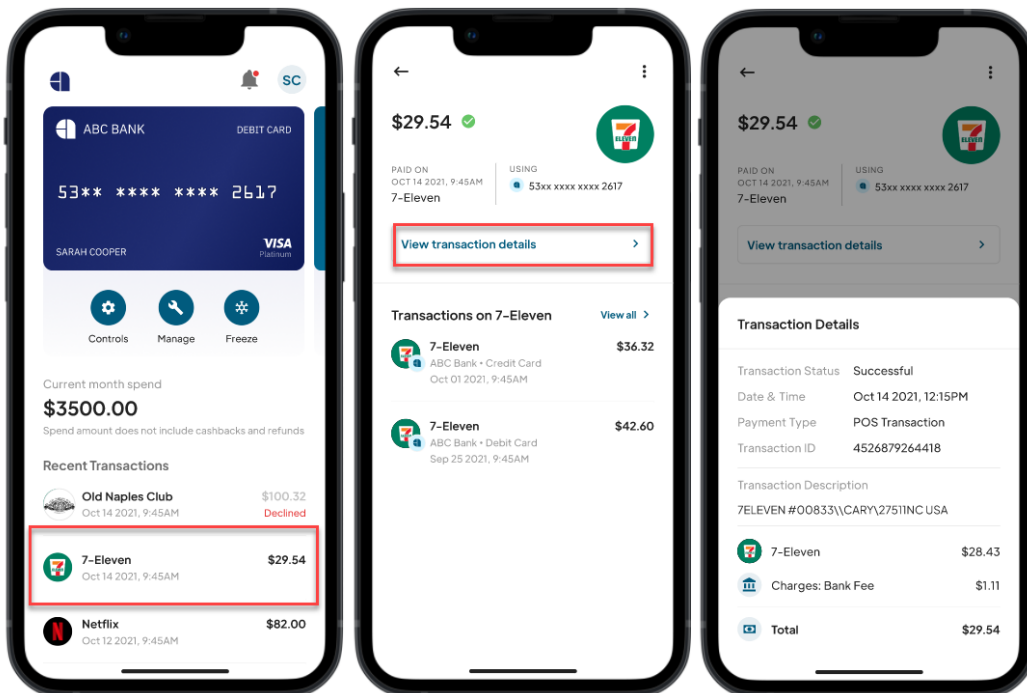 SC
ABC BANK
DEBIT CARD
53** **** **** 2617
SARAH COOPER
VISA
Platinum
Controls
Manage
Freeze
Current month spend
$3500.00
Spend amount does not include cashbacks and refunds
Recent Transactions
Old Naples Club
$100.32
Oct 14 2021, 9:45AM
Declined
7-Eleven
$29.54
Oct 14 2021, 9:45AM
Netflix
$82.00
Oct 12 2021, 9:45AM
$29.54
7 ELEVEN
PAID ON
OCT 14 2021, 9:45AM
7-Eleven
USING
53xx xxxx xxxx 2617
View transaction details
Transactions on 7-Eleven
View all
7-Eleven
$36.32
ABC Bank • Credit Card
Oct 01 2021, 9:45AM
7-Eleven
$42.60
ABC Bank • Debit Card
Sep 25 2021, 9:45AM
$29.54
7 ELEVEN
PAID ON
OCT 14 2021, 9:45AM
7-Eleven
USING
53xx xxxx xxxx 2617
View transaction details
Transaction Details
Transaction Status Successful
Date & Time Oct 14 2021, 12:15PM
Payment Type POS Transaction
Transaction ID 4526879264418
Transaction Description
7ELEVEN #00833\\CARY\27511NC USA
7-Eleven $28.43
Charges: Bank Fee $1.11
Total $29.54